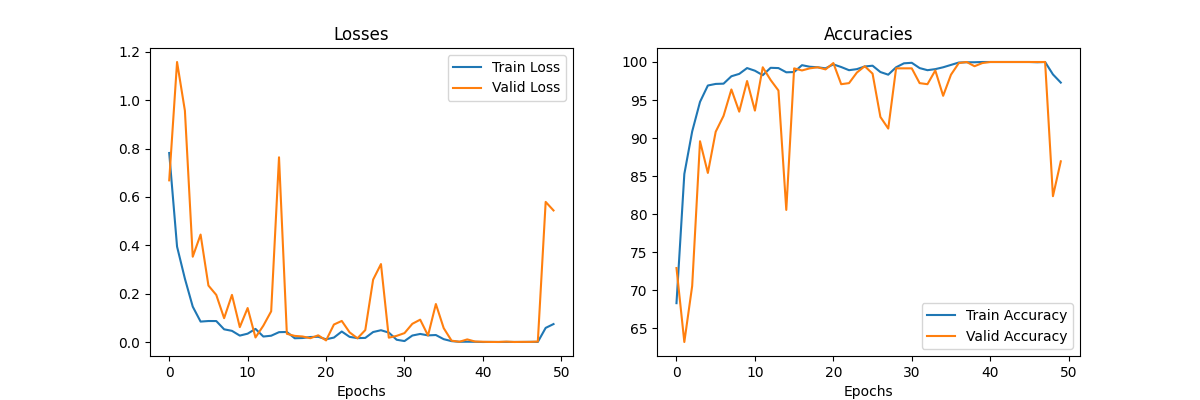 Losses
1.2
1.0
0.8
0.6
0.4
0.2
0.0
0 10 20 30 40 50
Epochs
Train Loss
Valid Loss
Accuracies
100
95
90
85
80
75
70
65
0 10 20 30 40 50
Epochs
Train Accuracy
Valid Accuracy